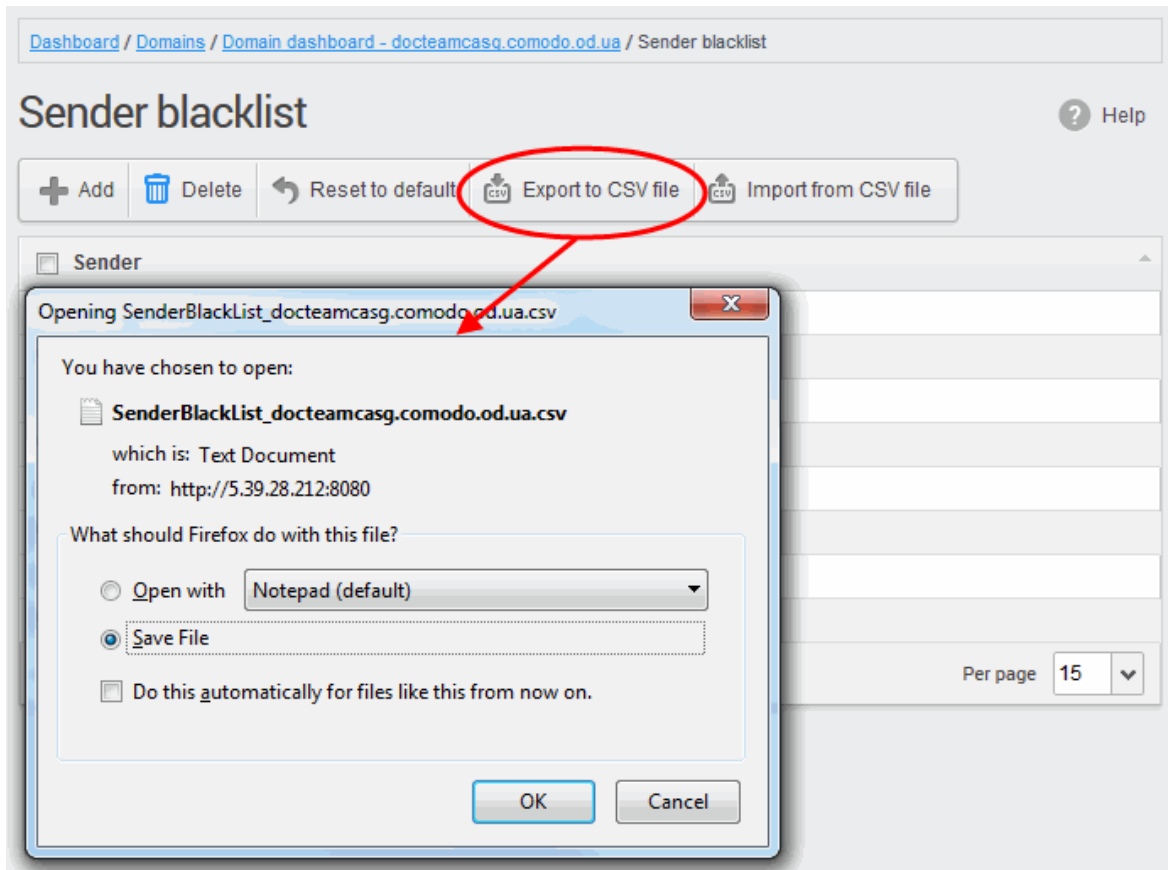 Dashboard / Domains / Domain dashboard - docteamcasg.comodo.od.ua / Sender blacklist
Sender blacklist
? Help
Add Delete Reset to default CSV Export to CSV file CSV Import from CSV file
Sender
Opening SenderBlackList_docteamcasg.comodo.od.ua.csv
You have chosen to open:
SenderBlackList_docteamcasg.comodo.od.ua.csv
which is: Text Document
from: http://5.39.28.212:8080
What should Firefox do with this file?
Open with Notepad (default)
Save File
Do this automatically for files like this from now on.
Per page 15
OK Cancel